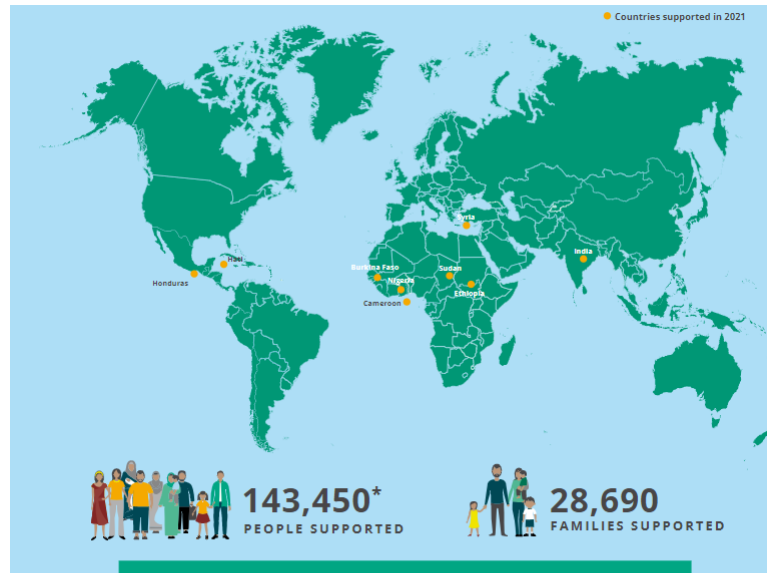 Countries supported in 2021
Syria
India
Haiti
Honduras
Burkina Faso
Sudan
Nigeria
Ethiopia
Cameroon
143,450*
PEOPLE SUPPORTED
28,690
FAMILIES SUPPORTED